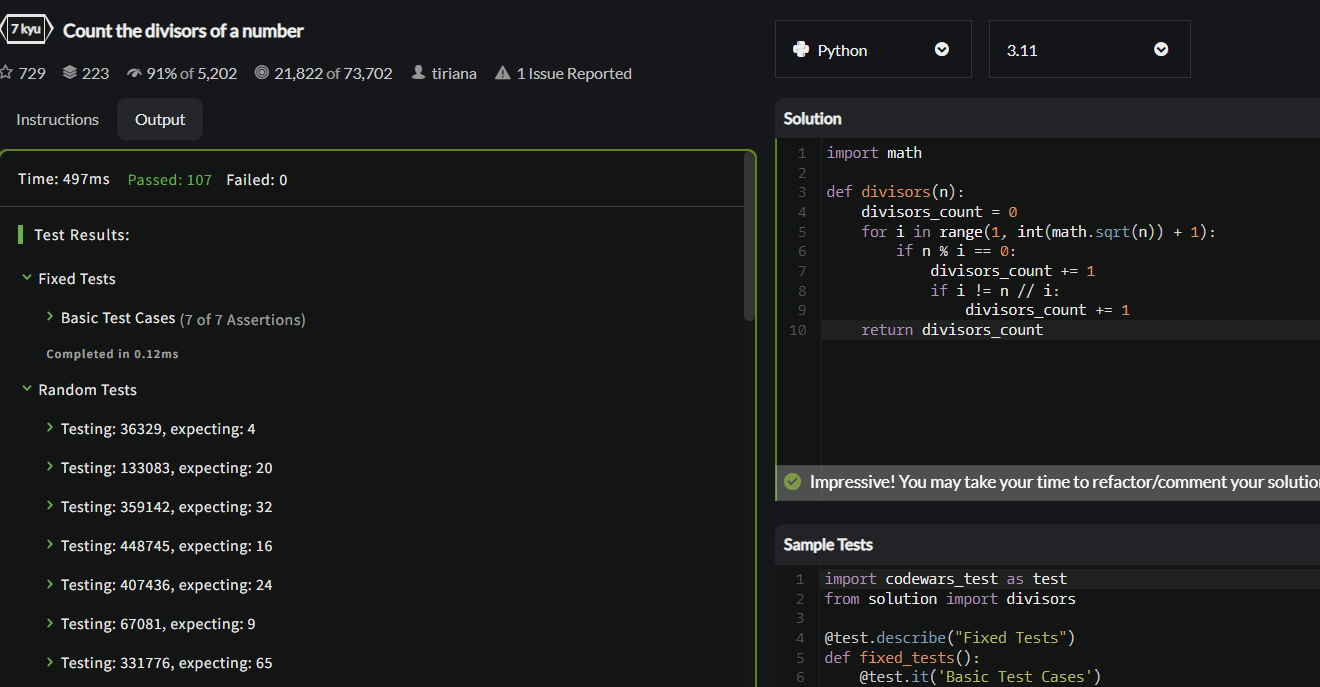 7 kyu Count the divisors of a number
729 223 91% of 5,202 21,822 of 73,702 tiriana 1 Issue Reported
Instructions Output
Time: 497ms Passed: 107 Failed: 0
Test Results:
Fixed Tests
Basic Test Cases (7 of 7 Assertions)
Completed in 0.12ms
Random Tests
Testing: 36329, expecting: 4
Testing: 133083, expecting: 20
Testing: 359142, expecting: 32
Testing: 448745, expecting: 16
Testing: 407436, expecting: 24
Testing: 67081, expecting: 9
Testing: 331776, expecting: 65
Python 3.11
Solution
1 import math
2
3 def divisors(n):
4     divisors_count = 0
5     for i in range(1, int(math.sqrt(n)) + 1):
6         if n % i == 0:
7             divisors_count += 1
8             if i != n // i:
9                 divisors_count += 1
10     return divisors_count
Impressive! You may take your time to refactor/comment your solutio
Sample Tests
1 import codewars_test as test
2 from solution import divisors
3
4 @test.describe("Fixed Tests")
5 def fixed_tests():
6     @test.it('Basic Test Cases')